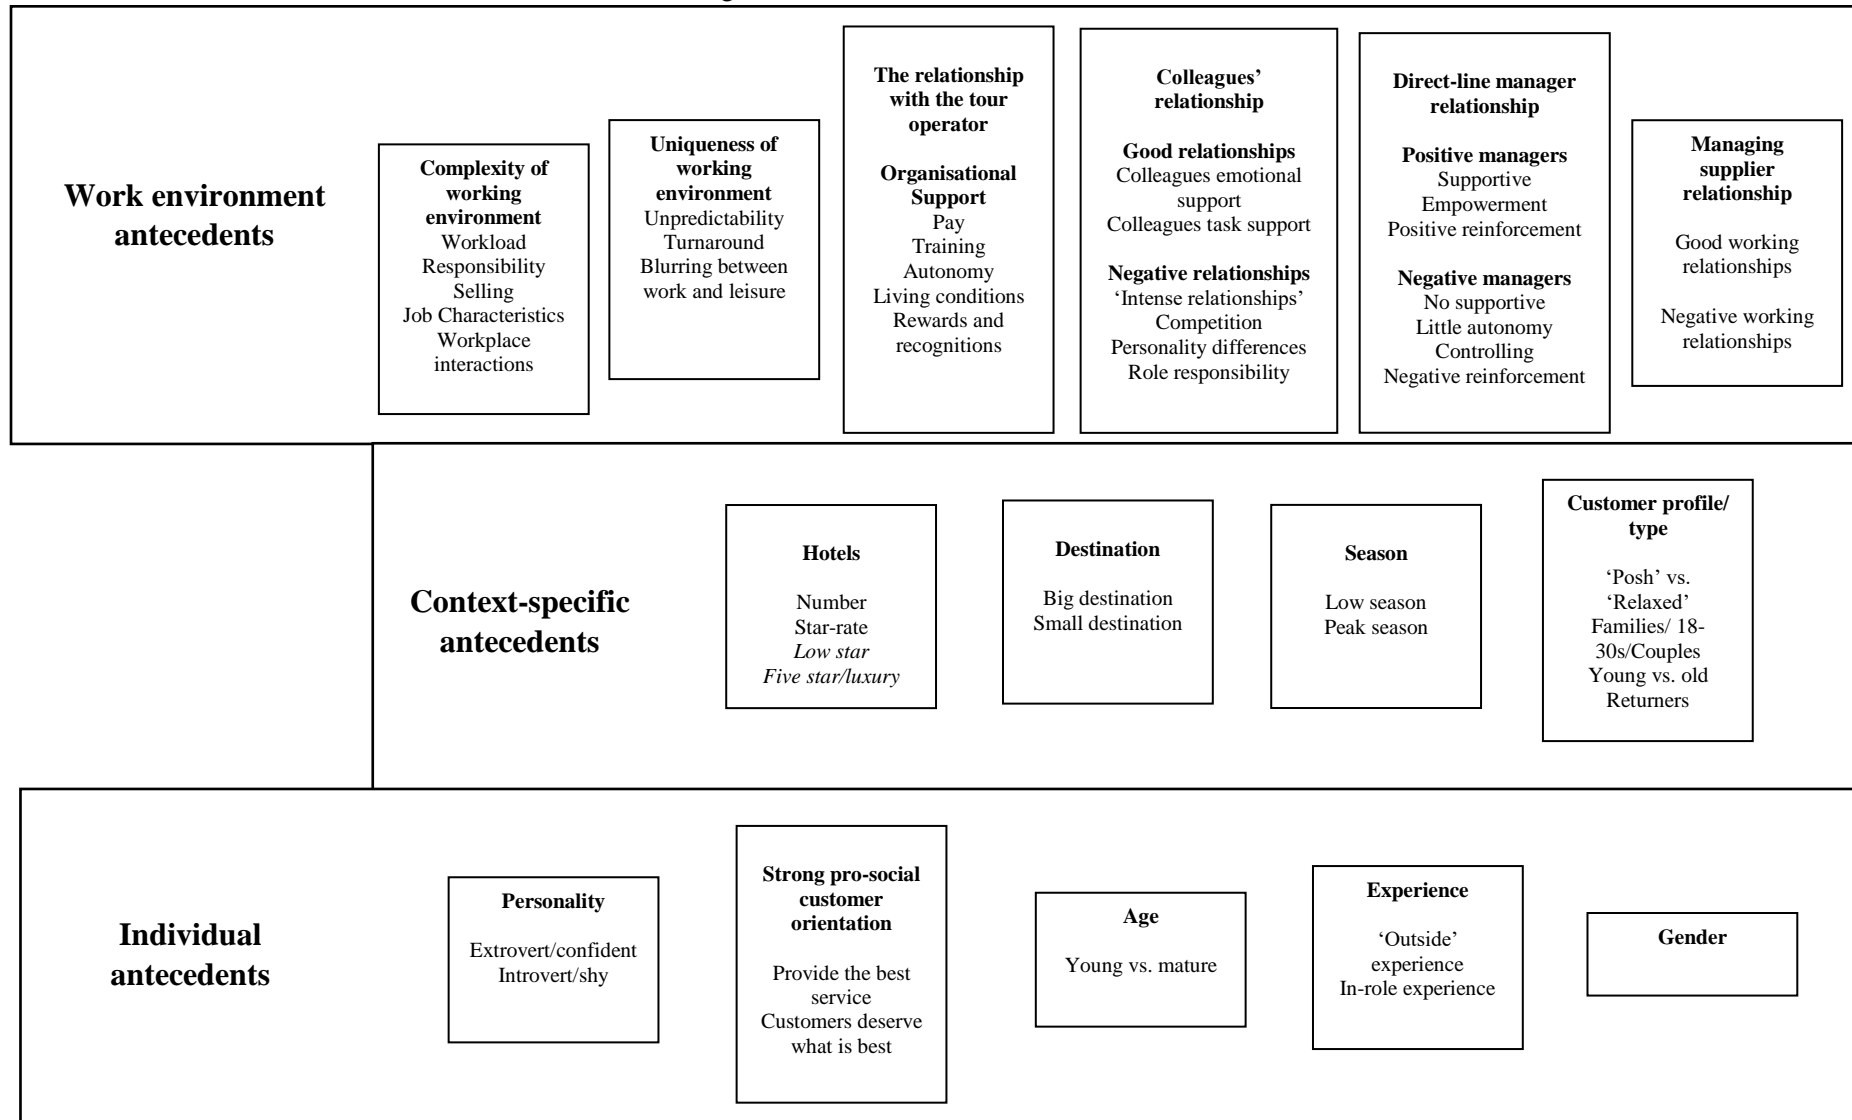 Work environment
antecedents
Complexity of
working
environment
Workload
Responsibility
Selling
Job Characteristics
Workplace
interactions
Uniqueness of
working
environment
Unpredictability
Turnaround
Blurring between
work and leisure
The relationship
with the tour
operator
Organisational
Support
Pay
Training
Autonomy
Living conditions
Rewards and
recognitions
Colleagues’
relationship
Good relationships
Colleagues emotional
support
Colleagues task support
Negative relationships
‘Intense relationships’
Competition
Personality differences
Role responsibility
Direct-line manager
relationship
Positive managers
Supportive
Empowerment
Positive reinforcement
Negative managers
No supportive
Little autonomy
Controlling
Negative reinforcement
Managing
supplier
relationship
Good working
relationships
Negative working
relationships
Context-specific
antecedents
Hotels
Number
Star-rate
Low star
Five star/luxury
Destination
Big destination
Small destination
Season
Low season
Peak season
Customer profile/
type
‘Posh’ vs.
‘Relaxed’
Families/ 18-
30s/Couples
Young vs. old
Returners
Individual
antecedents
Personality
Extrovert/confident
Introvert/shy
Strong pro-social
customer
orientation
Provide the best
service
Customers deserve
what is best
Age
Young vs. mature
Experience
‘Outside’
experience
In-role experience
Gender